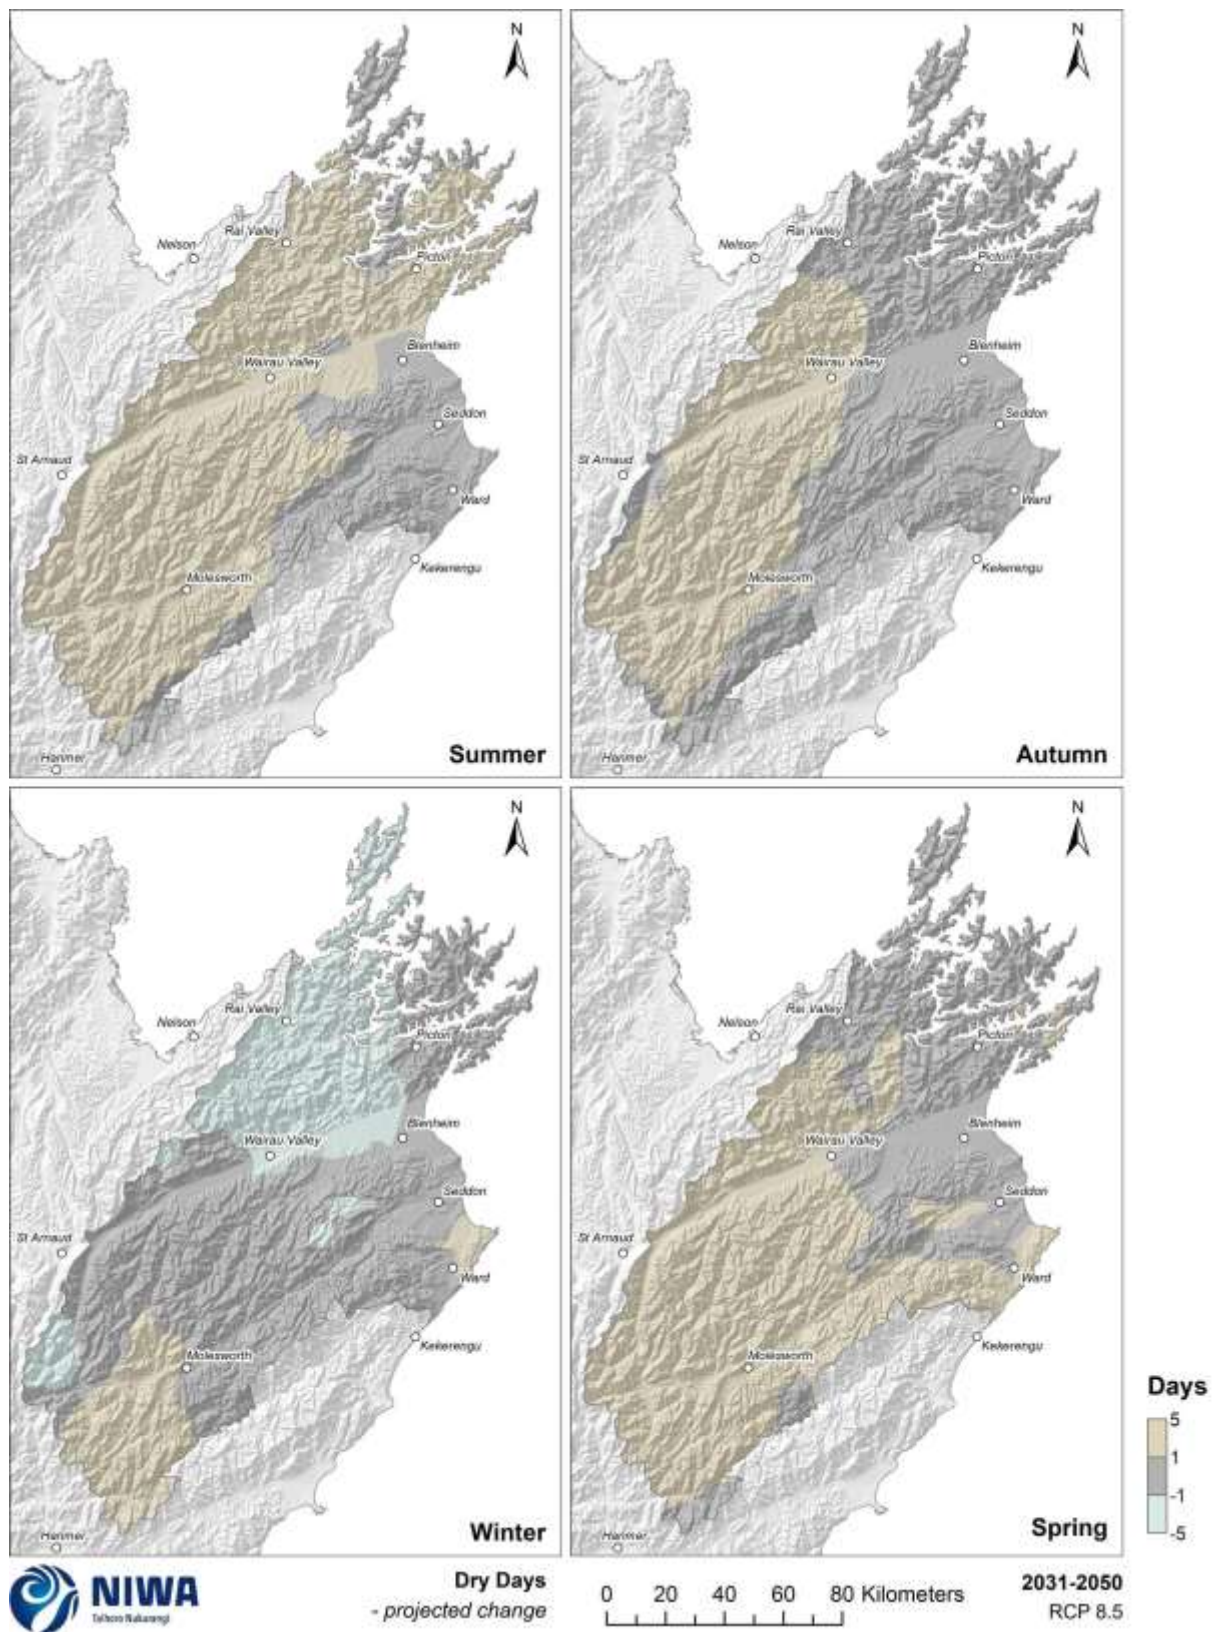 N
Nelson
Rai Valley
Picton
Wairau Valley
Blenheim
Seddon
St Arnaud
Ward
Kekerengu
Molesworth
Hanmer
Summer
N
Nelson
Rai Valley
Picton
Wairau Valley
Blenheim
Seddon
St Arnaud
Ward
Kekerengu
Molesworth
Hanmer
Autumn
N
Nelson
Rai Valley
Picton
Wairau Valley
Blenheim
Seddon
St Arnaud
Ward
Kekerengu
Molesworth
Hanmer
Winter
N
Nelson
Rai Valley
Picton
Wairau Valley
Blenheim
Seddon
St Arnaud
Ward
Kekerengu
Molesworth
Hanmer
Spring
Days
5
1
-1
-5
NIWA
Taihoro Nukurangi
Dry Days
- projected change
0 20 40 60 80 Kilometers
2031-2050
RCP 8.5